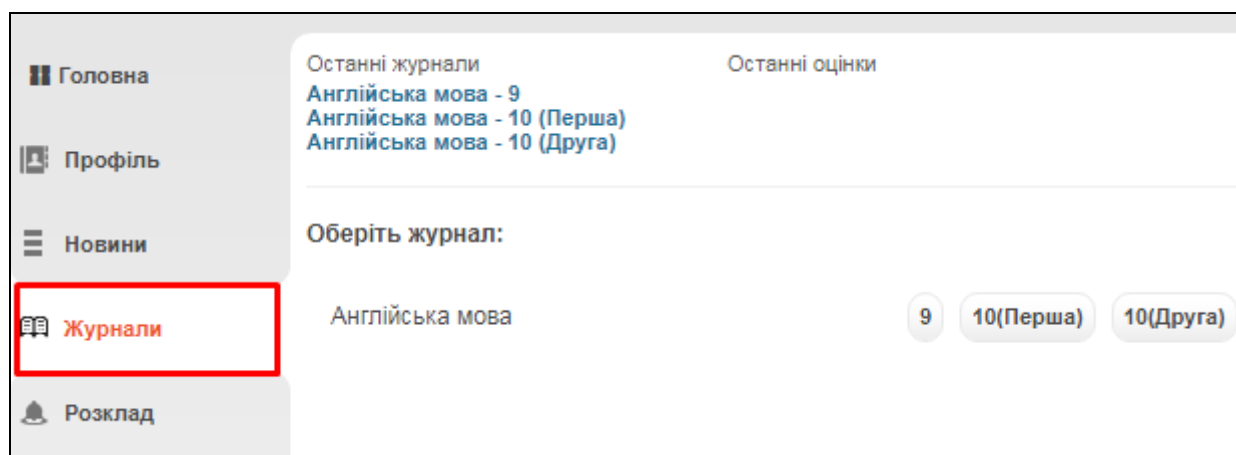 Головна
Профіль
Новини
Журнали
Розклад
Останні журнали
Англійська мова - 9
Англійська мова - 10 (Перша)
Англійська мова - 10 (Друга)
Останні оцінки
Оберіть журнал:
Англійська мова 9 10(Перша) 10(Друга)